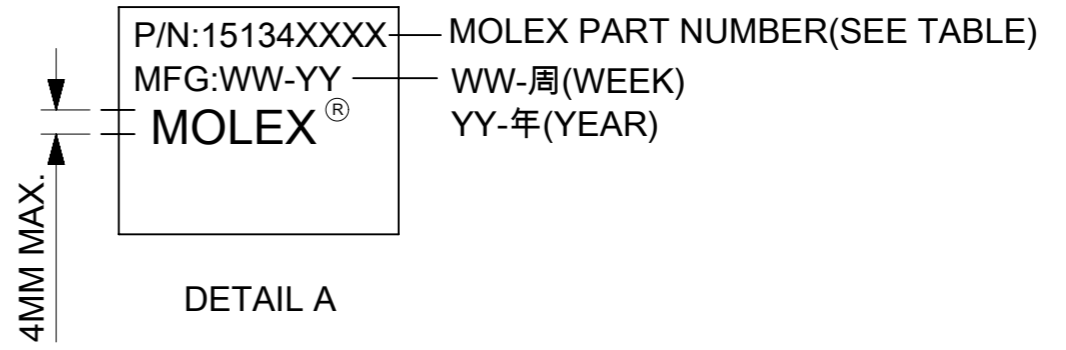 P/N:15134XXXX MOLEX PART NUMBER(SEE TABLE)
MFG:WW-YY WW-周(WEEK)
MOLEX® YY-年(YEAR)
4MM MAX.
DETAIL A